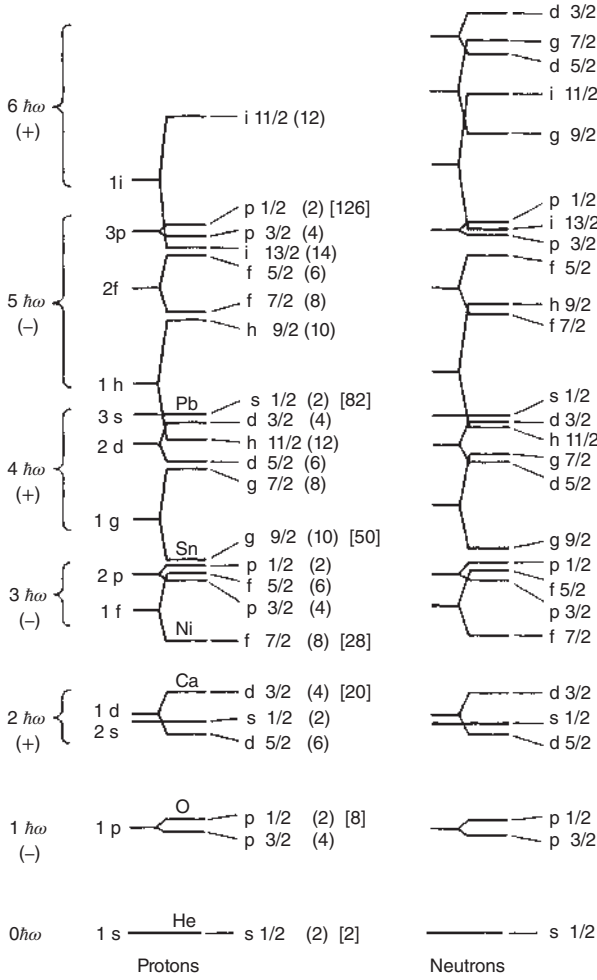 d 3/2
g 7/2
d 5/2
i 11/2
6 ħω
(+)
i 11/2 (12)
g 9/2
1i
p 1/2 (2) [126]
p 1/2
3p
p 3/2 (4)
i 13/2
i 13/2 (14)
p 3/2
f 5/2 (6)
f 5/2
2f
5 ħω
(–)
f 7/2 (8)
h 9/2
h 9/2 (10)
f 7/2
1 h
Pb
s 1/2 (2) [82]
s 1/2
3 s
d 3/2 (4)
d 3/2
2 d
h 11/2 (12)
h 11/2
4 ħω
(+)
d 5/2 (6)
g 7/2
g 7/2 (8)
d 5/2
1 g
Sn
g 9/2 (10) [50]
g 9/2
p 1/2 (2)
p 1/2
2 p
f 5/2 (6)
f 5/2
3 ħω
(–)
1 f
p 3/2 (4)
p 3/2
Ni
f 7/2 (8) [28]
f 7/2
Ca
d 3/2 (4) [20]
d 3/2
2 ħω
(+)
1 d
s 1/2 (2)
s 1/2
2 s
d 5/2 (6)
d 5/2
O
p 1/2 (2) [8]
p 1/2
1 ħω
(–)
1 p
p 3/2 (4)
p 3/2
He
0ħω
1 s
s 1/2 (2) [2]
s 1/2
Protons
Neutrons